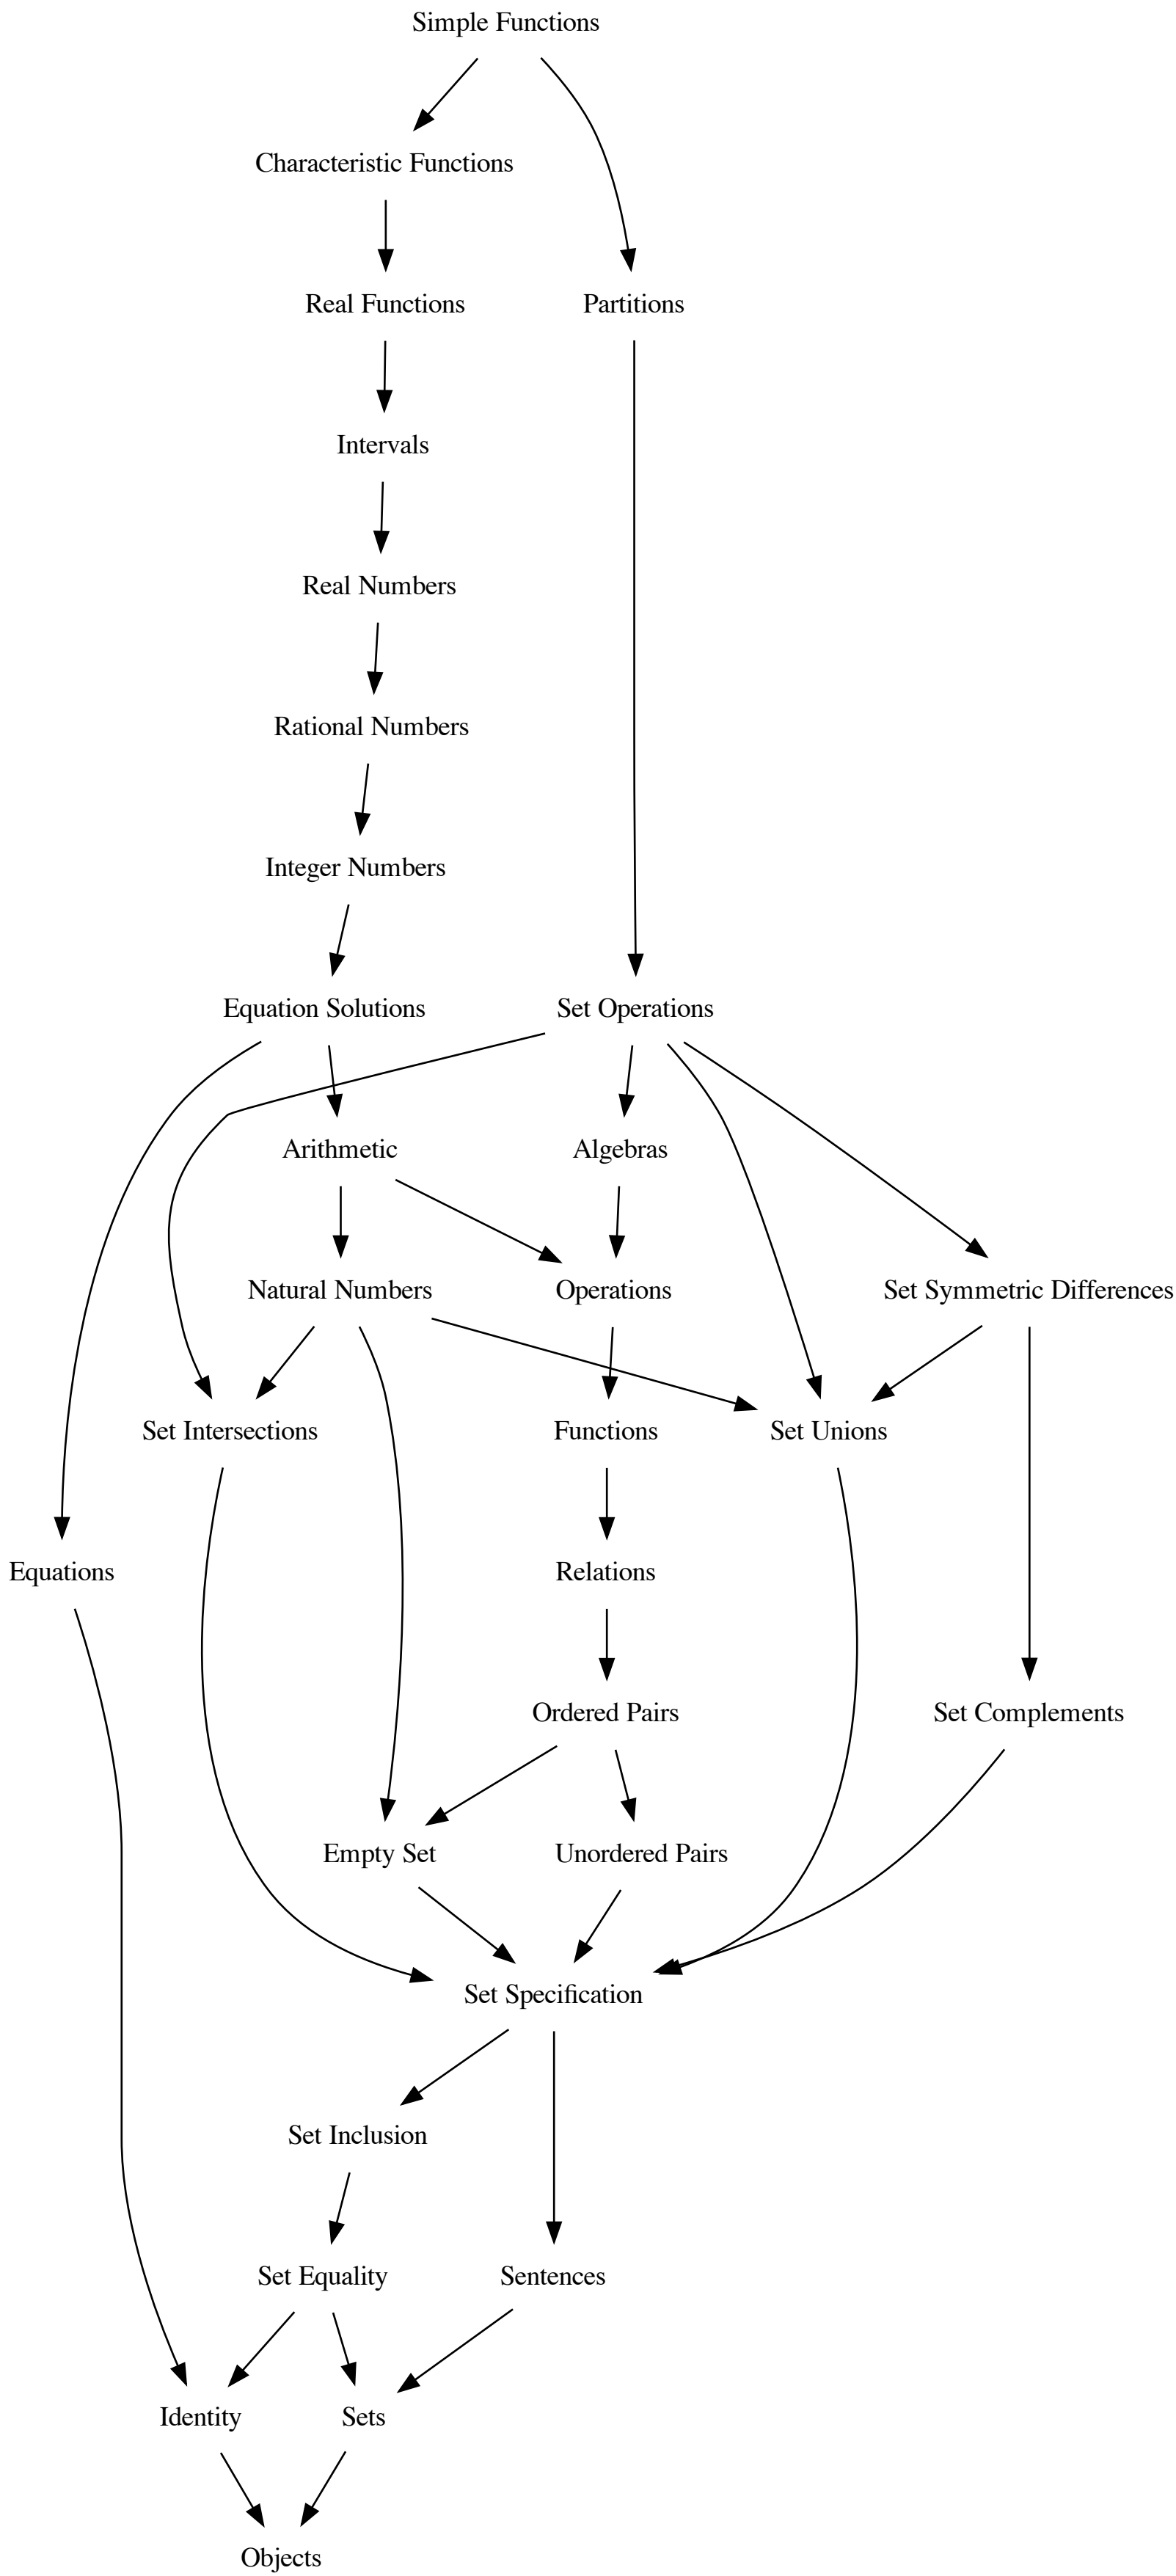 Simple Functions
Characteristic Functions
Real Functions
Partitions
Intervals
Real Numbers
Rational Numbers
Integer Numbers
Equation Solutions
Set Operations
Arithmetic
Algebras
Natural Numbers
Operations
Set Symmetric Differences
Set Intersections
Functions
Set Unions
Equations
Relations
Ordered Pairs
Set Complements
Empty Set
Unordered Pairs
Set Specification
Set Inclusion
Set Equality
Sentences
Identity
Sets
Objects